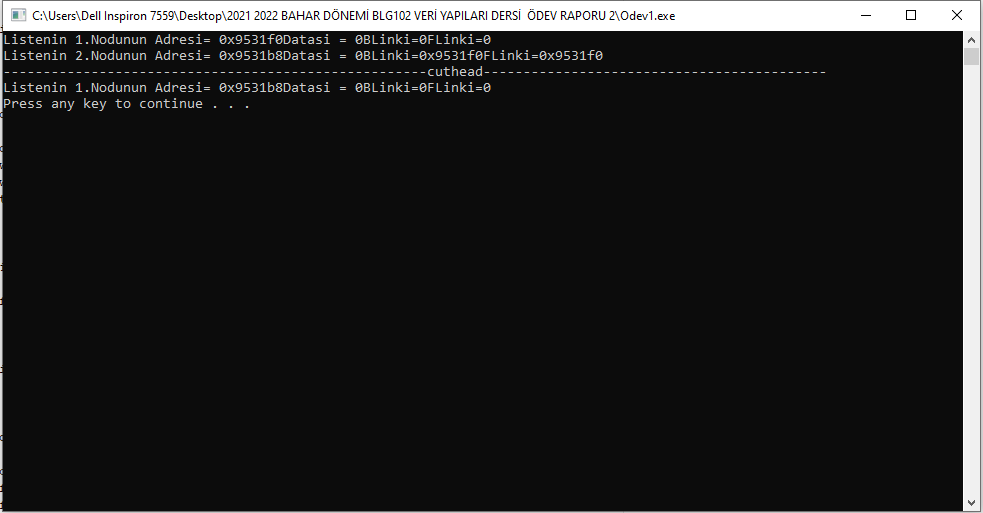 C:\Users\Dell Inspiron 7559\Desktop\2021 2022 BAHAR DÖNEMİ BLG102 VERİ YAPILARI DERSİ  ÖDEV RAPORU 2\Odev1.exe
Listenin 1.Nodunun Adresi= 0x9531f0Datasi = 0BLinki=0FLinki=0
Listenin 2.Nodunun Adresi= 0x9531b8Datasi = 0BLinki=0x9531f0FLinki=0x9531f0
-----------------------------------------------------cuthead-------------------------------------------
Listenin 1.Nodunun Adresi= 0x9531b8Datasi = 0BLinki=0FLinki=0
Press any key to continue . . .